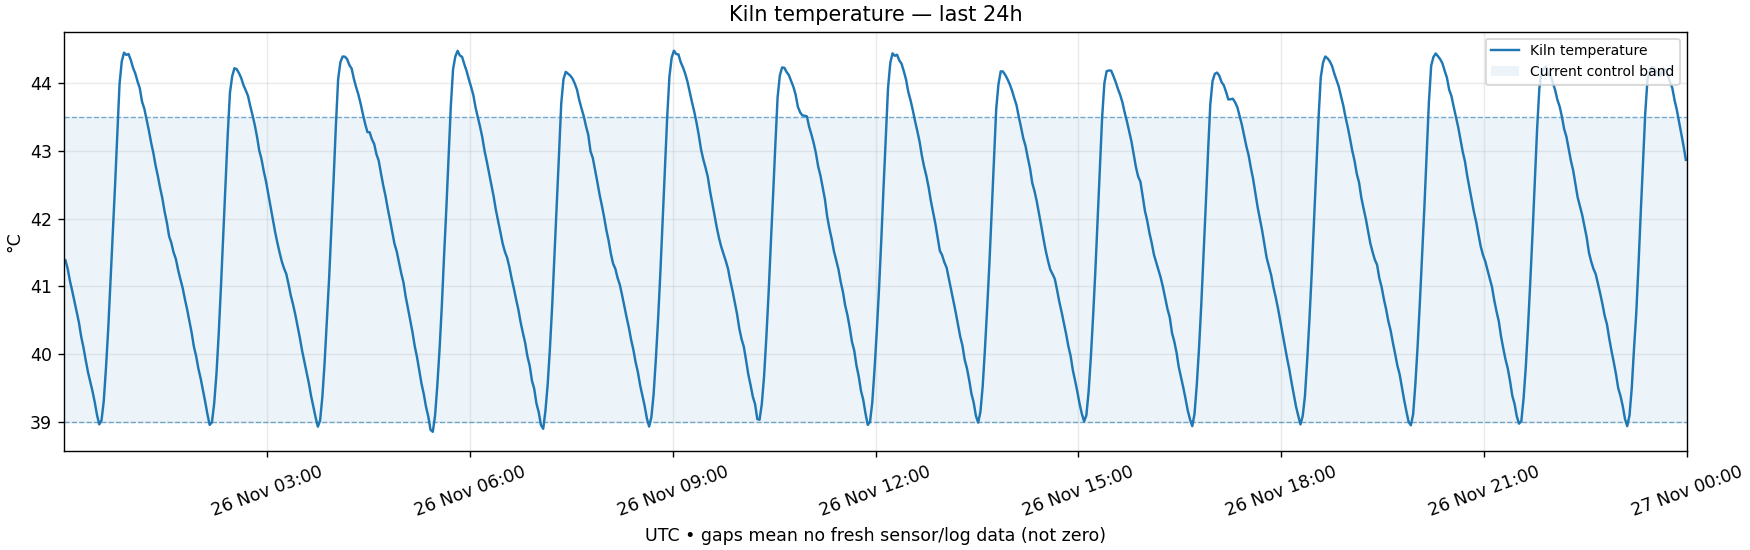 Kiln temperature — last 24h
Kiln temperature
Current control band
°C
44
43
42
41
40
39
26 Nov 03:00
26 Nov 06:00
26 Nov 09:00
26 Nov 12:00
26 Nov 15:00
26 Nov 18:00
26 Nov 21:00
27 Nov 00:00
UTC • gaps mean no fresh sensor/log data (not zero)